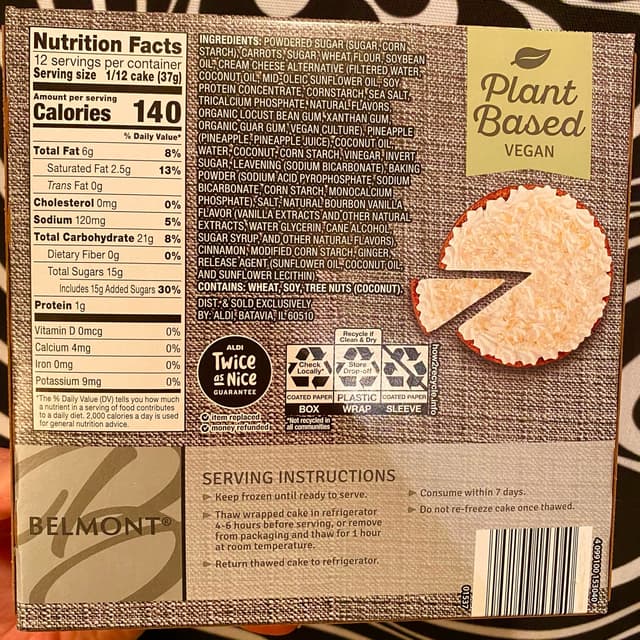 Nutrition Facts
12 servings per container
Serving size 1/12 cake (37g)
Amount per serving
Calories 140
% Daily Value*
Total Fat 6g 8%
Saturated Fat 2.5g 13%
Trans Fat 0g
Cholesterol 0mg 0%
Sodium 120mg 5%
Total Carbohydrate 21g 8%
Dietary Fiber 0g 0%
Total Sugars 15g
Includes 15g Added Sugars 30%
Protein 1g
Vitamin D 0mcg 0%
Calcium 4mg 0%
Iron 0mg 0%
Potassium 9mg 0%
*The % Daily Value (DV) tells you how much
a nutrient in a serving of food contributes
to a daily diet. 2,000 calories a day is used
for general nutrition advice.
INGREDIENTS: POWDERED SUGAR (SUGAR, CORN
STARCH), CARROTS, SUGAR, WHEAT FLOUR, SOYBEAN
OIL, CREAM CHEESE ALTERNATIVE (FILTERED WATER,
COCONUT OIL, MID-OLEIC SUNFLOWER OIL, SOY
PROTEIN CONCENTRATE, CORNSTARCH, SEA SALT,
TRICALCIUM PHOSPHATE, NATURAL FLAVORS,
ORGANIC LOCUST BEAN GUM, XANTHAN GUM,
ORGANIC GUAR GUM, VEGAN CULTURE), PINEAPPLE
(PINEAPPLE, PINEAPPLE JUICE), COCONUT OIL,
WATER, COCONUT, CORN STARCH, VINEGAR, INVERT
SUGAR, LEAVENING (SODIUM BICARBONATE), BAKING
POWDER (SODIUM ACID PYROPHOSPHATE, SODIUM
BICARBONATE, CORN STARCH, MONOCALCIUM
PHOSPHATE), SALT, NATURAL BOURBON VANILLA
FLAVOR (VANILLA EXTRACTS AND OTHER NATURAL
EXTRACTS, WATER, GLYCERIN, CANE ALCOHOL,
SUGAR SYRUP, AND OTHER NATURAL FLAVORS),
CINNAMON, MODIFIED CORN STARCH, GINGER,
RELEASE AGENT (SUNFLOWER OIL, COCONUT OIL,
AND SUNFLOWER LECITHIN).
CONTAINS: WHEAT, SOY, TREE NUTS (COCONUT).
DIST. & SOLD EXCLUSIVELY
BY: ALDI, BATAVIA, IL 60510
Plant
Based
VEGAN
ALDI
Twice
as Nice
GUARANTEE
item replaced
money refunded
Recycle if
Clean & Dry
Check
Locally*
Store
Drop-off
COATED PAPER PLASTIC COATED PAPER
BOX WRAP SLEEVE
*Not recycled in
all communities
BELMONT®
SERVING INSTRUCTIONS
Keep frozen until ready to serve.
Thaw wrapped cake in refrigerator
4-6 hours before serving, or remove
from packaging and thaw for 1 hour
at room temperature.
Return thawed cake to refrigerator.
Consume within 7 days.
Do not re-freeze cake once thawed.
4 099100 153040
01537